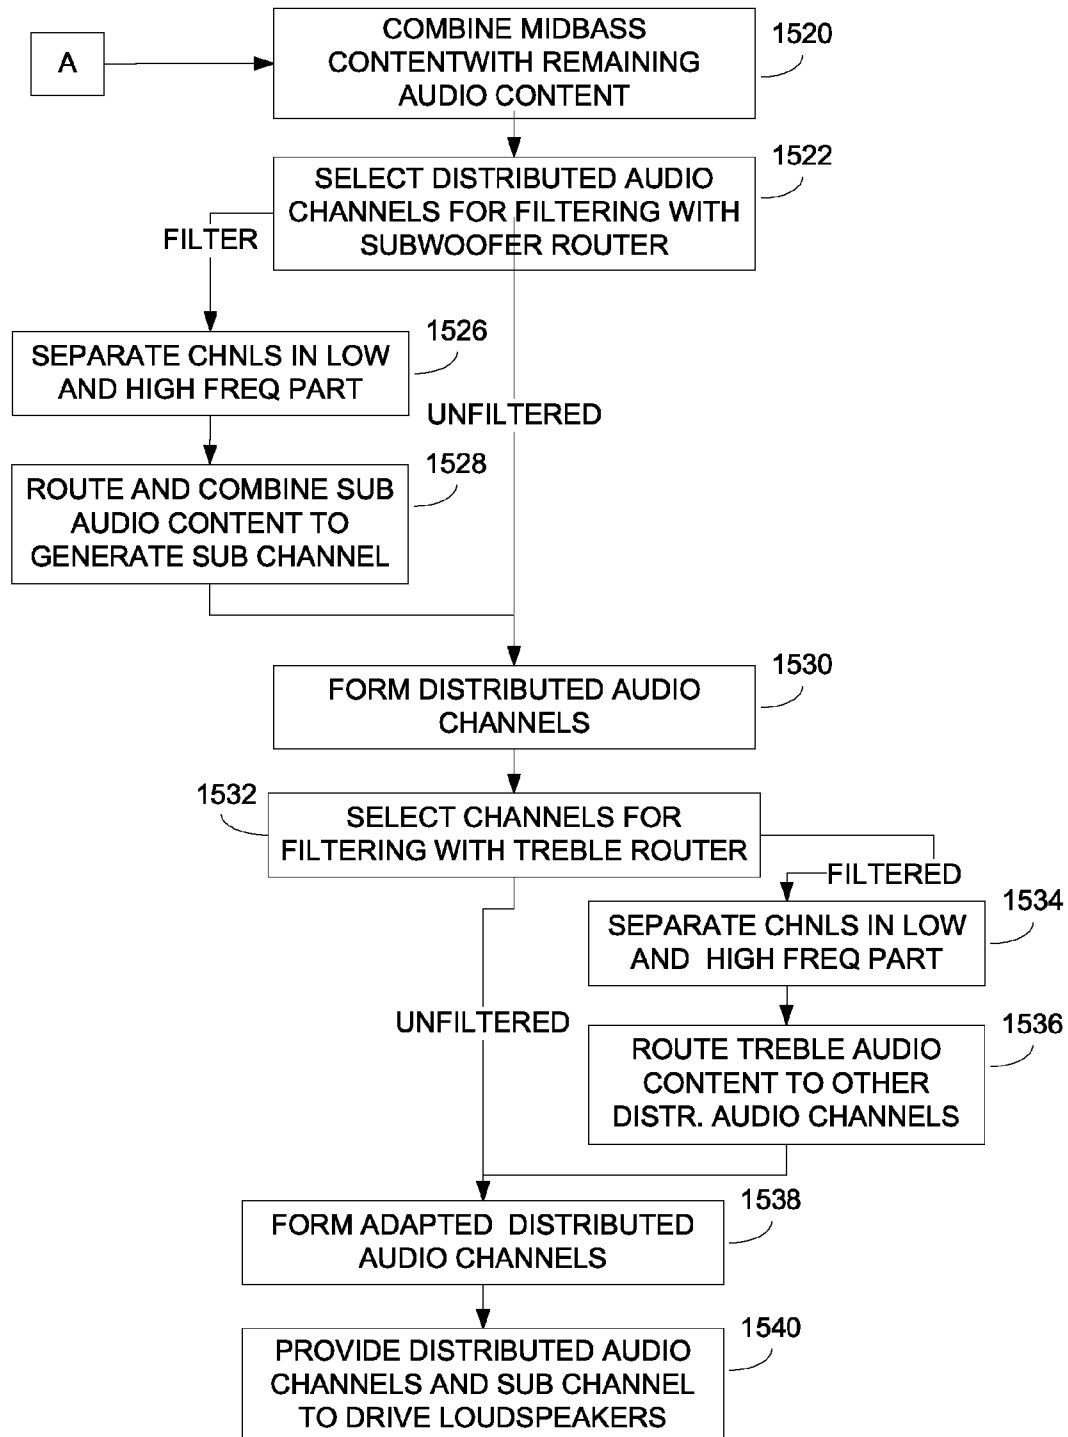 A
COMBINE MIDBASS
CONTENTWITH REMAINING
AUDIO CONTENT
1520
SELECT DISTRIBUTED AUDIO
CHANNELS FOR FILTERING WITH
SUBWOOFER ROUTER
1522
FILTER
SEPARATE CHNLS IN LOW
AND HIGH FREQ PART
1526
UNFILTERED
ROUTE AND COMBINE SUB
AUDIO CONTENT TO
GENERATE SUB CHANNEL
1528
FORM DISTRIBUTED AUDIO
CHANNELS
1530
1532
SELECT CHANNELS FOR
FILTERING WITH TREBLE ROUTER
FILTERED
SEPARATE CHNLS IN LOW
AND HIGH FREQ PART
1534
UNFILTERED
ROUTE TREBLE AUDIO
CONTENT TO OTHER
DISTR. AUDIO CHANNELS
1536
FORM ADAPTED DISTRIBUTED
AUDIO CHANNELS
1538
PROVIDE DISTRIBUTED AUDIO
CHANNELS AND SUB CHANNEL
TO DRIVE LOUDSPEAKERS
1540